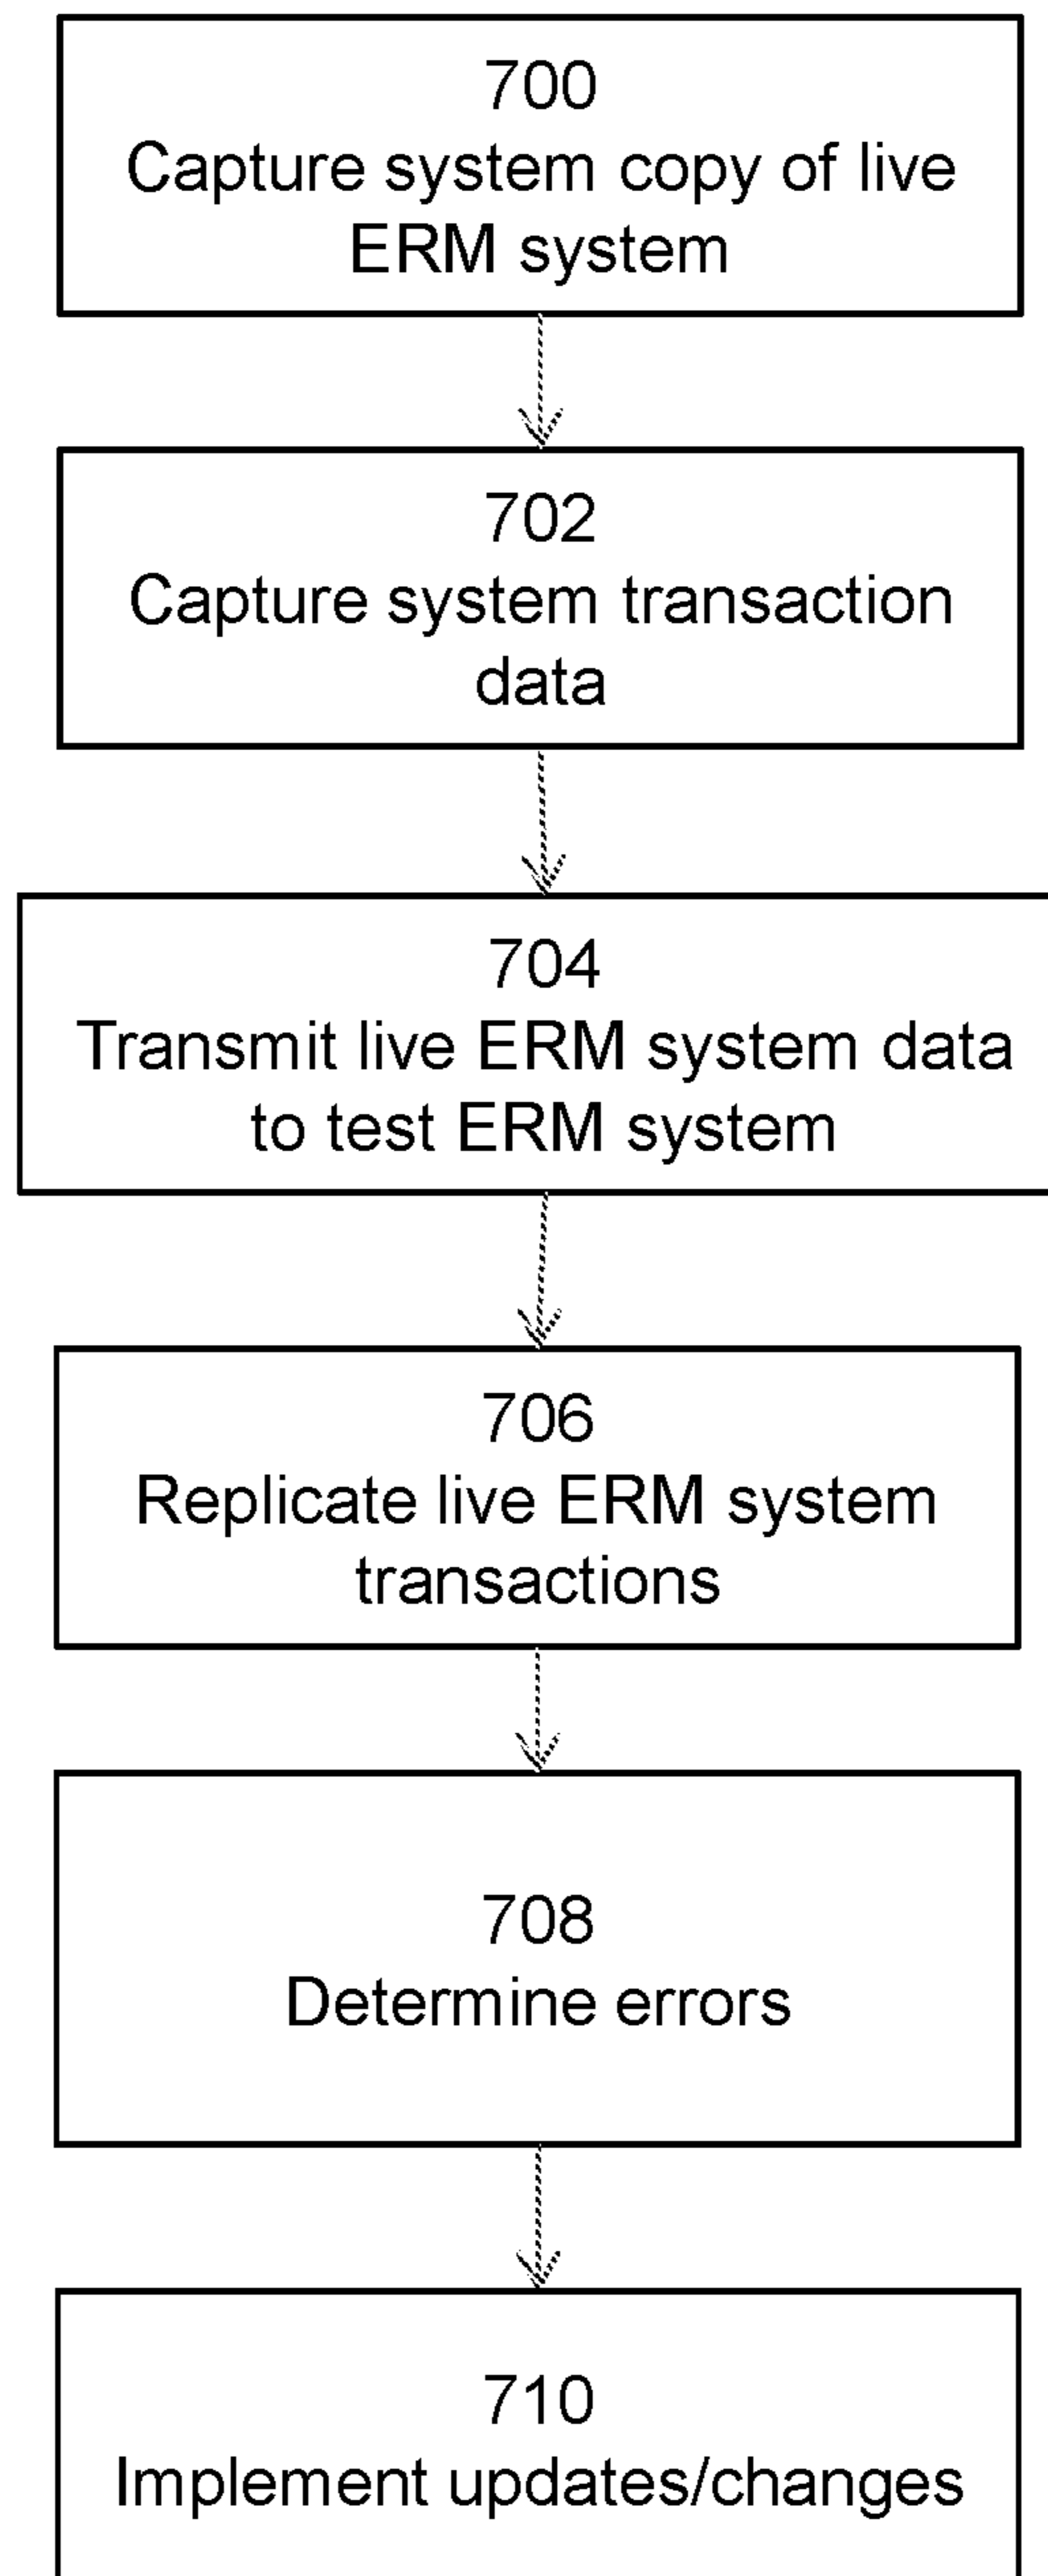 700
Capture system copy of live
ERM system
702
Capture system transaction
data
704
Transmit live ERM system data
to test ERM system
706
Replicate live ERM system
transactions
708
Determine errors
710
Implement updates/changes